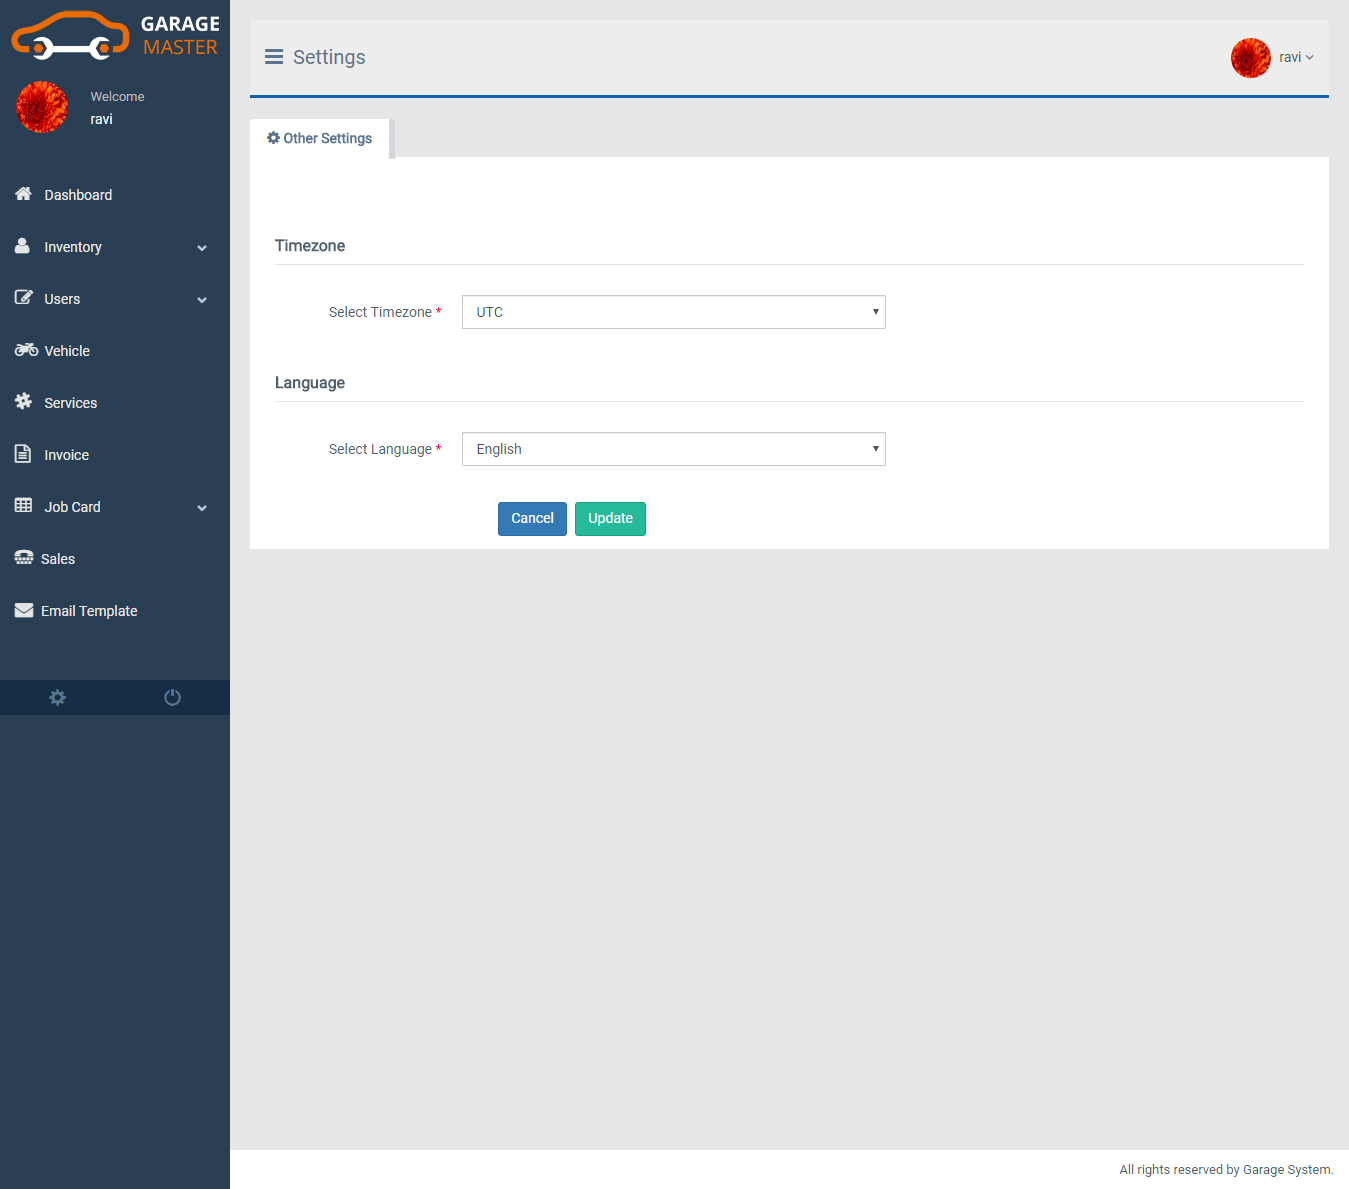 GARAGE
MASTER
Welcome
ravi
Dashboard
Inventory
Users
Vehicle
Services
Invoice
Job Card
Sales
Email Template
Settings
ravi
Other Settings
Timezone
Select Timezone * UTC
Language
Select Language * English
Cancel Update
All rights reserved by Garage System.